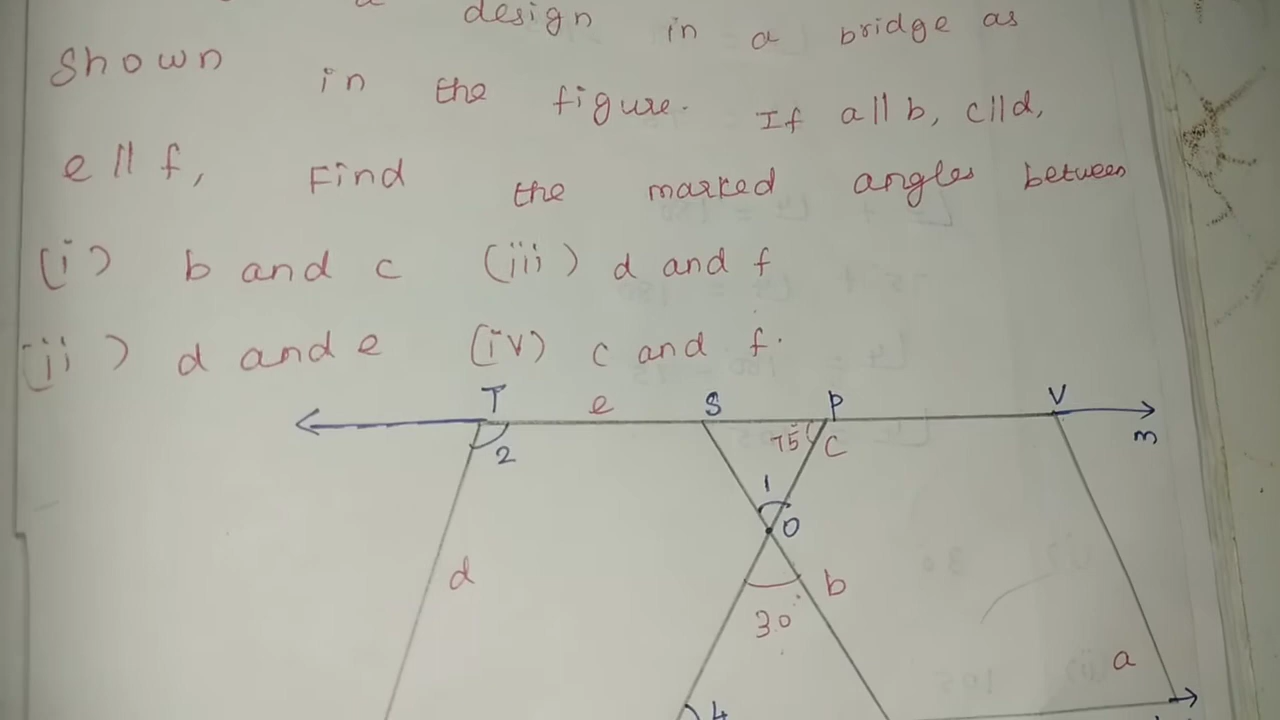 design in a bridge as
Shown in the figure. If a||b, c||d,
e || f, Find the marked angles between
(i) b and c (iii) d and f
(ii) d and e (iv) c and f.
T e S P V
75° C m
2
1
O
d b
30°
a
4